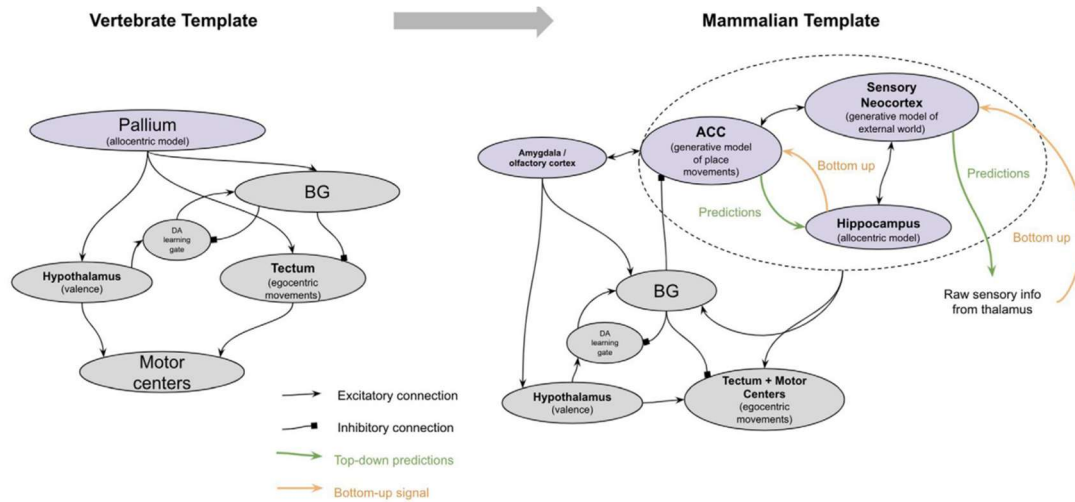 Vertebrate Template
Mammalian Template
Pallium
(allocentric model)
BG
DA
learning
gate
Hypothalamus
(valence)
Tectum
(egocentric
movements)
Motor
centers
Excitatory connection
Inhibitory connection
Top-down predictions
Bottom-up signal
Sensory
Neocortex
(generative model of
external world)
ACC
(generative model
of place
movements)
Amygdala /
olfactory cortex
Bottom up
Predictions
Predictions
Hippocampus
(allocentric model)
Bottom up
Raw sensory info
from thalamus
BG
DA
learning
gate
Hypothalamus
(valence)
Tectum + Motor
Centers
(egocentric
movements)